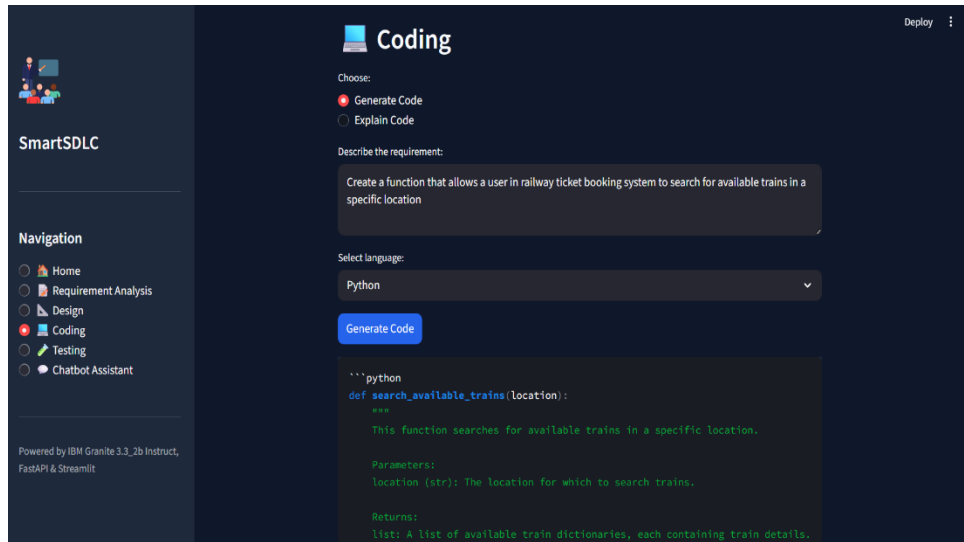 Deploy
SmartSDLC
Navigation
Home
Requirement Analysis
Design
Coding
Testing
Chatbot Assistant
Powered by IBM Granite 3.3_2b Instruct,
FastAPI & Streamlit
Coding
Choose:
Generate Code
Explain Code
Describe the requirement:
Create a function that allows a user in railway ticket booking system to search for available trains in a
specific location
Select language:
Python
Generate Code
```python
def search_available_trains(location):
"""
This function searches for available trains in a specific location.
Parameters:
location (str): The location for which to search trains.
Returns:
list: A list of available train dictionaries, each containing train details.